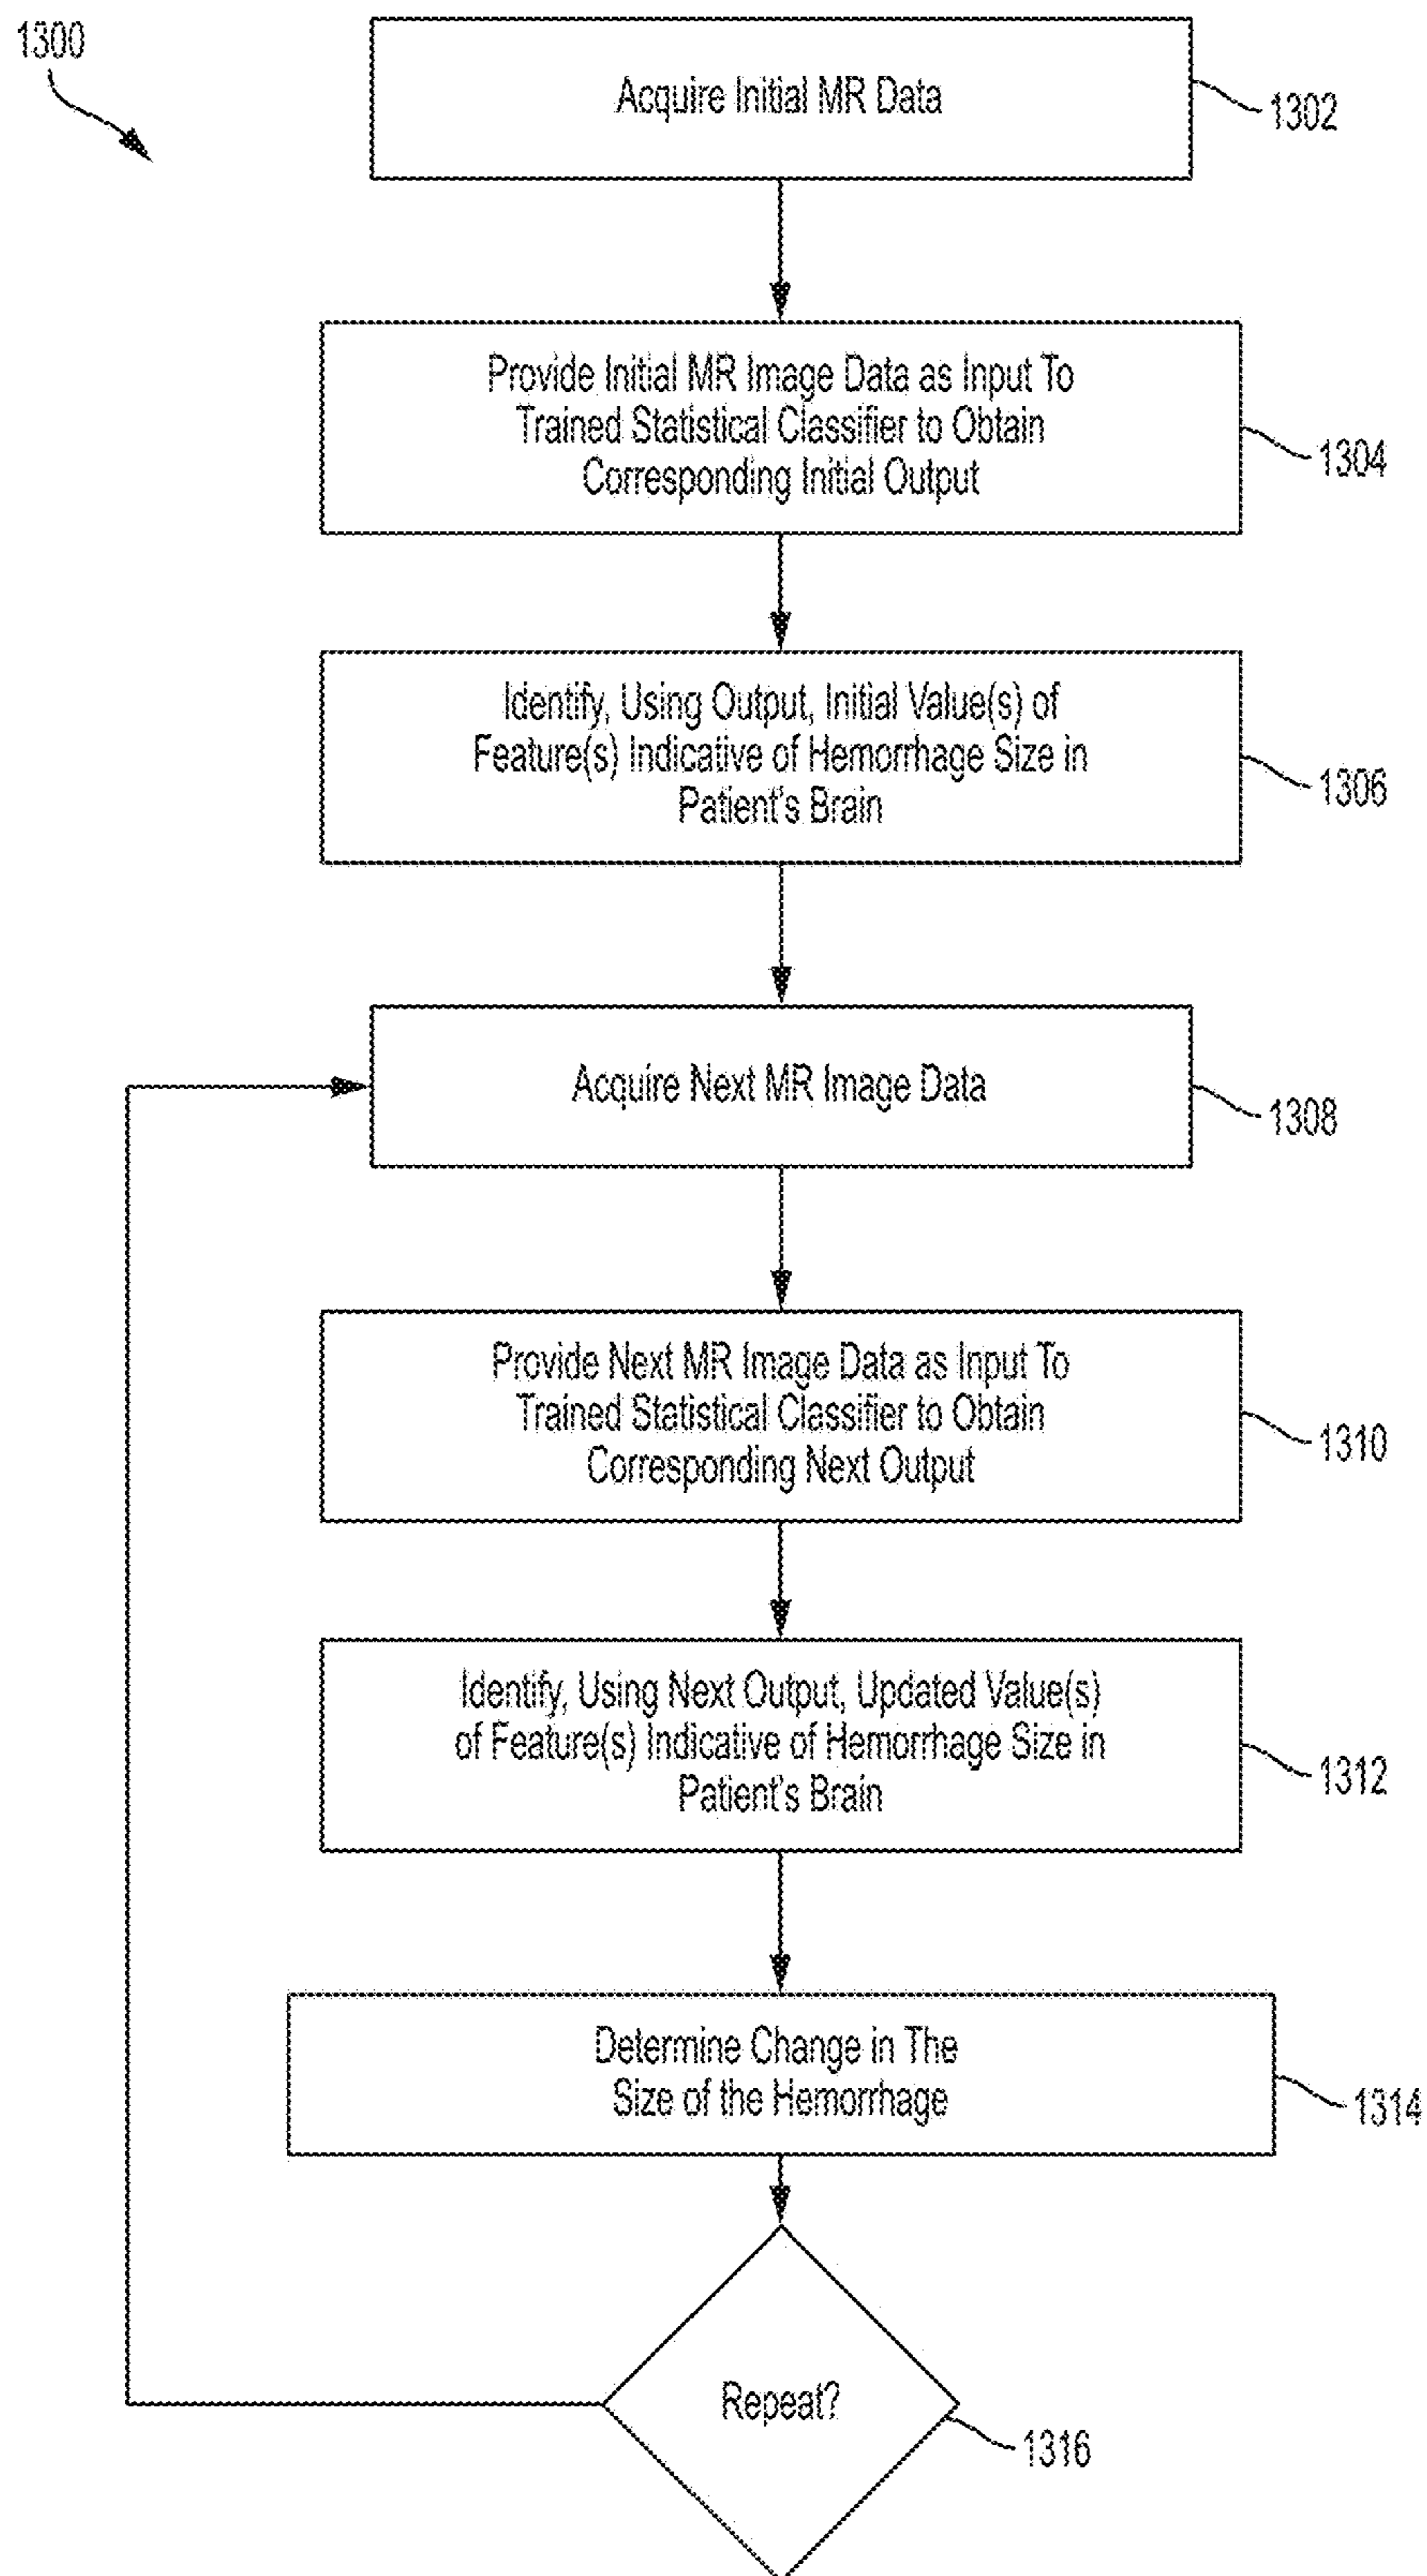 1300
Acquire Initial MR Data
1302
Provide Initial MR Image Data as Input To
Trained Statistical Classifier to Obtain
Corresponding Initial Output
1304
Identify, Using Output, Initial Value(s) of
Feature(s) Indicative of Hemorrhage Size in
Patient's Brain
1306
Acquire Next MR Image Data
1308
Provide Next MR Image Data as Input To
Trained Statistical Classifier to Obtain
Corresponding Next Output
1310
Identify, Using Next Output, Updated Value(s)
of Feature(s) Indicative of Hemorrhage Size in
Patient's Brain
1312
Determine Change in The
Size of the Hemorrhage
1314
Repeat?
1316